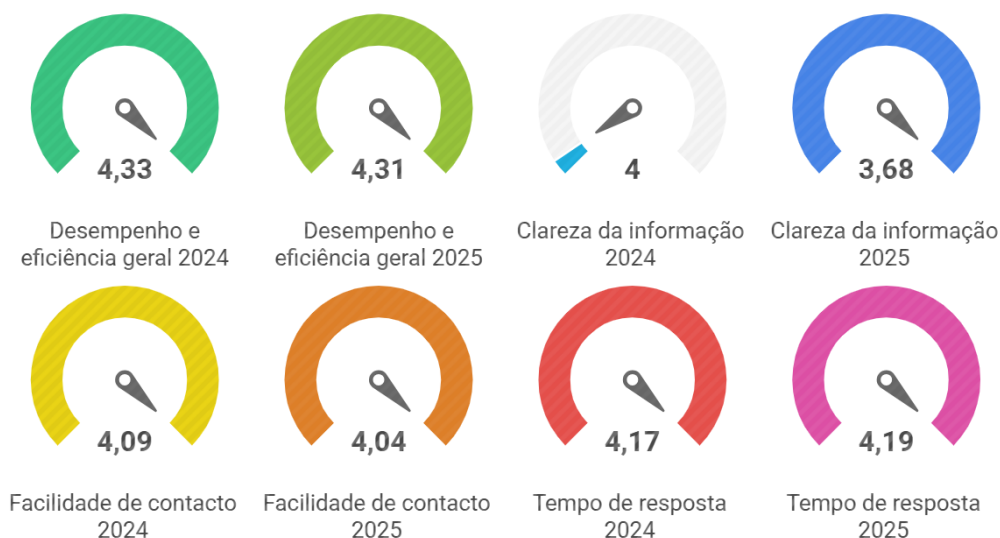 4,33
4,31
4
3,68
Desempenho e
eficiência geral 2024
Desempenho e
eficiência geral 2025
Clareza da informação
2024
Clareza da informação
2025
4,09
4,04
4,17
4,19
Facilidade de contacto
2024
Facilidade de contacto
2025
Tempo de resposta
2024
Tempo de resposta
2025